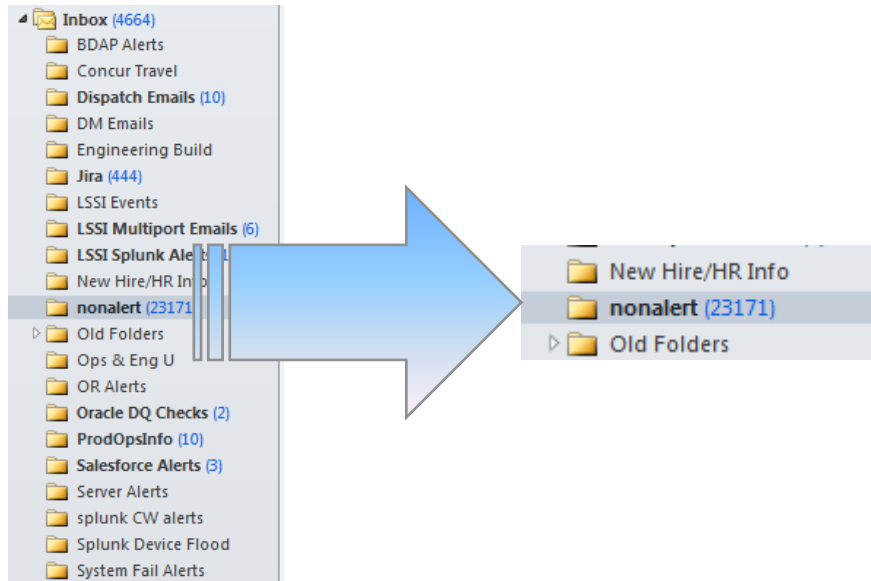 Inbox (4664)
BDAP Alerts
Concur Travel
Dispatch Emails (10)
DM Emails
Engineering Build
Jira (444)
LSSI Events
LSSI Multiport Emails (6)
LSSI Splunk
New Hire/HR
nonalert (23171
Old Folders
Ops & Eng U
OR Alerts
Oracle DQ Checks (2)
ProdOpsInfo (10)
Salesforce Alerts (3)
Server Alerts
splunk CW alerts
Splunk Device Flood
System Fail Alerts
New Hire/HR Info
nonalert (23171)
Old Folders